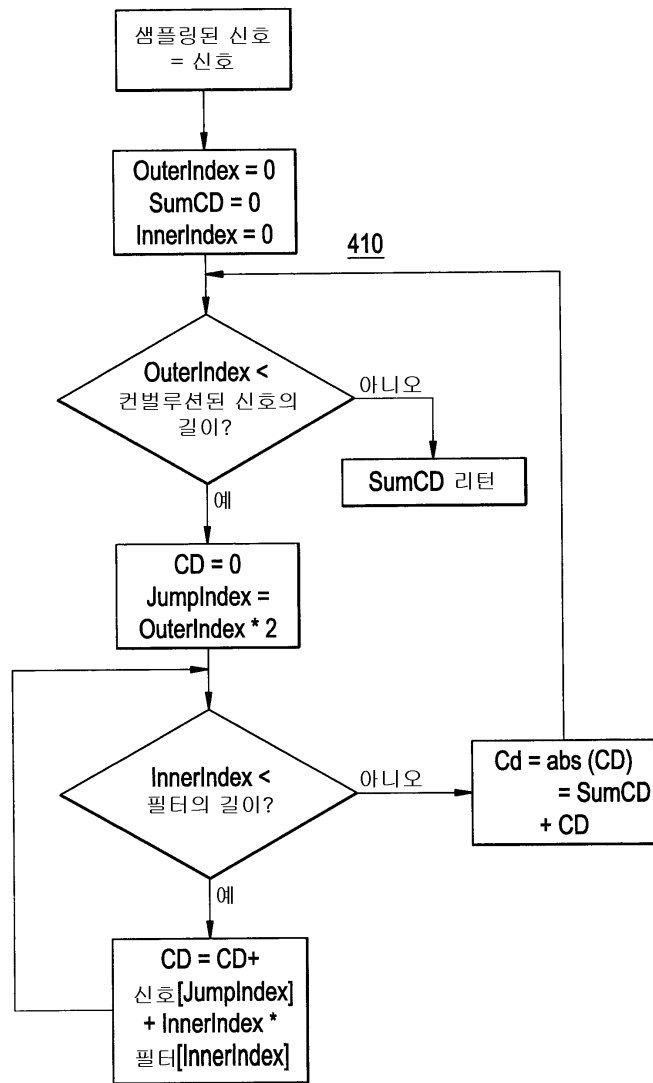 샘플링된 신호
= 신호
OuterIndex = 0
SumCD = 0
InnerIndex = 0
410
OuterIndex <
컨벌루션된 신호의
길이?
아니오
SumCD 리턴
예
CD = 0
JumpIndex =
OuterIndex * 2
InnerIndex <
필터의 길이?
아니오
Cd = abs (CD)
= SumCD
+ CD
예
CD = CD+
신호[JumpIndex]
+ InnerIndex *
필터[InnerIndex]